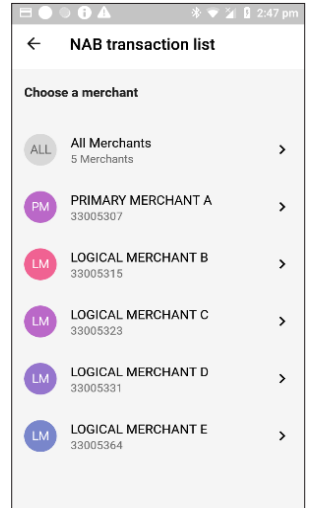 2:47 pm
NAB transaction list
Choose a merchant
ALL
All Merchants
5 Merchants
PM
PRIMARY MERCHANT A
33005307
LM
LOGICAL MERCHANT B
33005315
LM
LOGICAL MERCHANT C
33005323
LM
LOGICAL MERCHANT D
33005331
LM
LOGICAL MERCHANT E
33005364